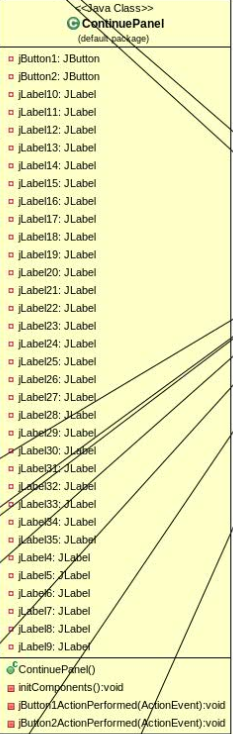 <<Java Class>>
ContinuePanel
(default package)
jButton1: JButton
jButton2: JButton
jLabel10: JLabel
jLabel11: JLabel
jLabel12: JLabel
jLabel13: JLabel
jLabel14: JLabel
jLabel15: JLabel
jLabel16: JLabel
jLabel17: JLabel
jLabel18: JLabel
jLabel19: JLabel
jLabel20: JLabel
jLabel21: JLabel
jLabel22: JLabel
jLabel23: JLabel
jLabel24: JLabel
jLabel25: JLabel
jLabel26: JLabel
jLabel27: JLabel
jLabel28: JLabel
jLabel29: JLabel
jLabel30: JLabel
jLabel31: JLabel
jLabel32: JLabel
jLabel33: JLabel
jLabel34: JLabel
jLabel35: JLabel
jLabel4: JLabel
jLabel5: JLabel
jLabel6: JLabel
jLabel7: JLabel
jLabel8: JLabel
jLabel9: JLabel
ContinuePanel()
initComponents():void
jButton1ActionPerformed(ActionEvent):void
jButton2ActionPerformed(ActionEvent):void